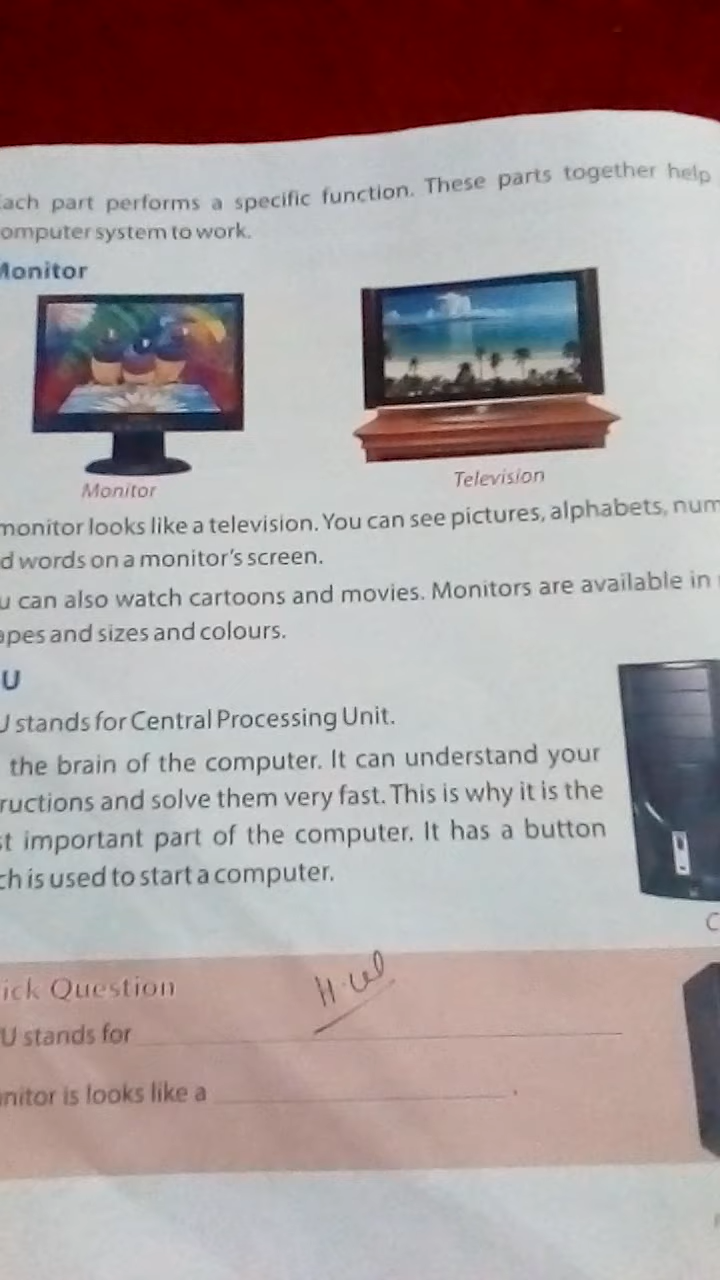 ach part performs a specific function. These parts together help
omputer system to work.
Monitor
Monitor
Television
monitor looks like a television. You can see pictures, alphabets, num
d words on a monitor's screen.
u can also watch cartoons and movies. Monitors are available in
apes and sizes and colours.
U
U stands for Central Processing Unit.
the brain of the computer. It can understand your
ructions and solve them very fast. This is why it is the
st important part of the computer. It has a button
ch is used to start a computer.
C
ick Question
H.W
U stands for
nitor is looks like a .